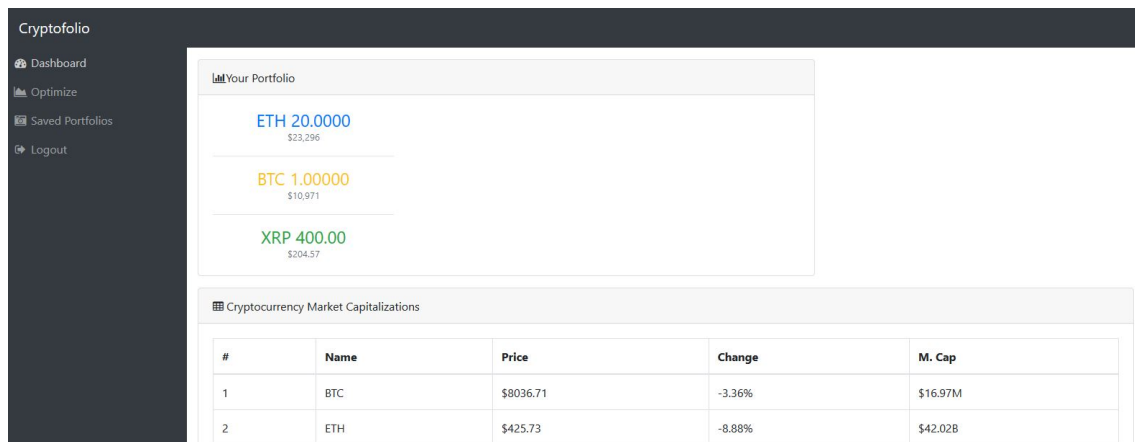 Cryptofolio
Dashboard
Optimize
Saved Portfolios
Logout
Your Portfolio
ETH 20.0000
$23,296
BTC 1.00000
$10,971
XRP 400.00
$204.57
Cryptocurrency Market Capitalizations
# Name Price Change M. Cap
1 BTC $8036.71 -3.36% $16.97M
2 ETH $425.73 -8.88% $42.02B